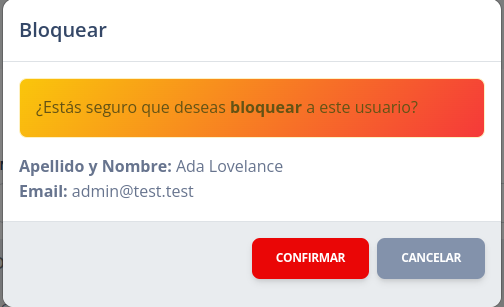 Bloquear
¿Estás seguro que deseas bloquear a este usuario?
Apellido y Nombre: Ada Lovelance
Email: admin@test.test
CONFIRMAR
CANCELAR